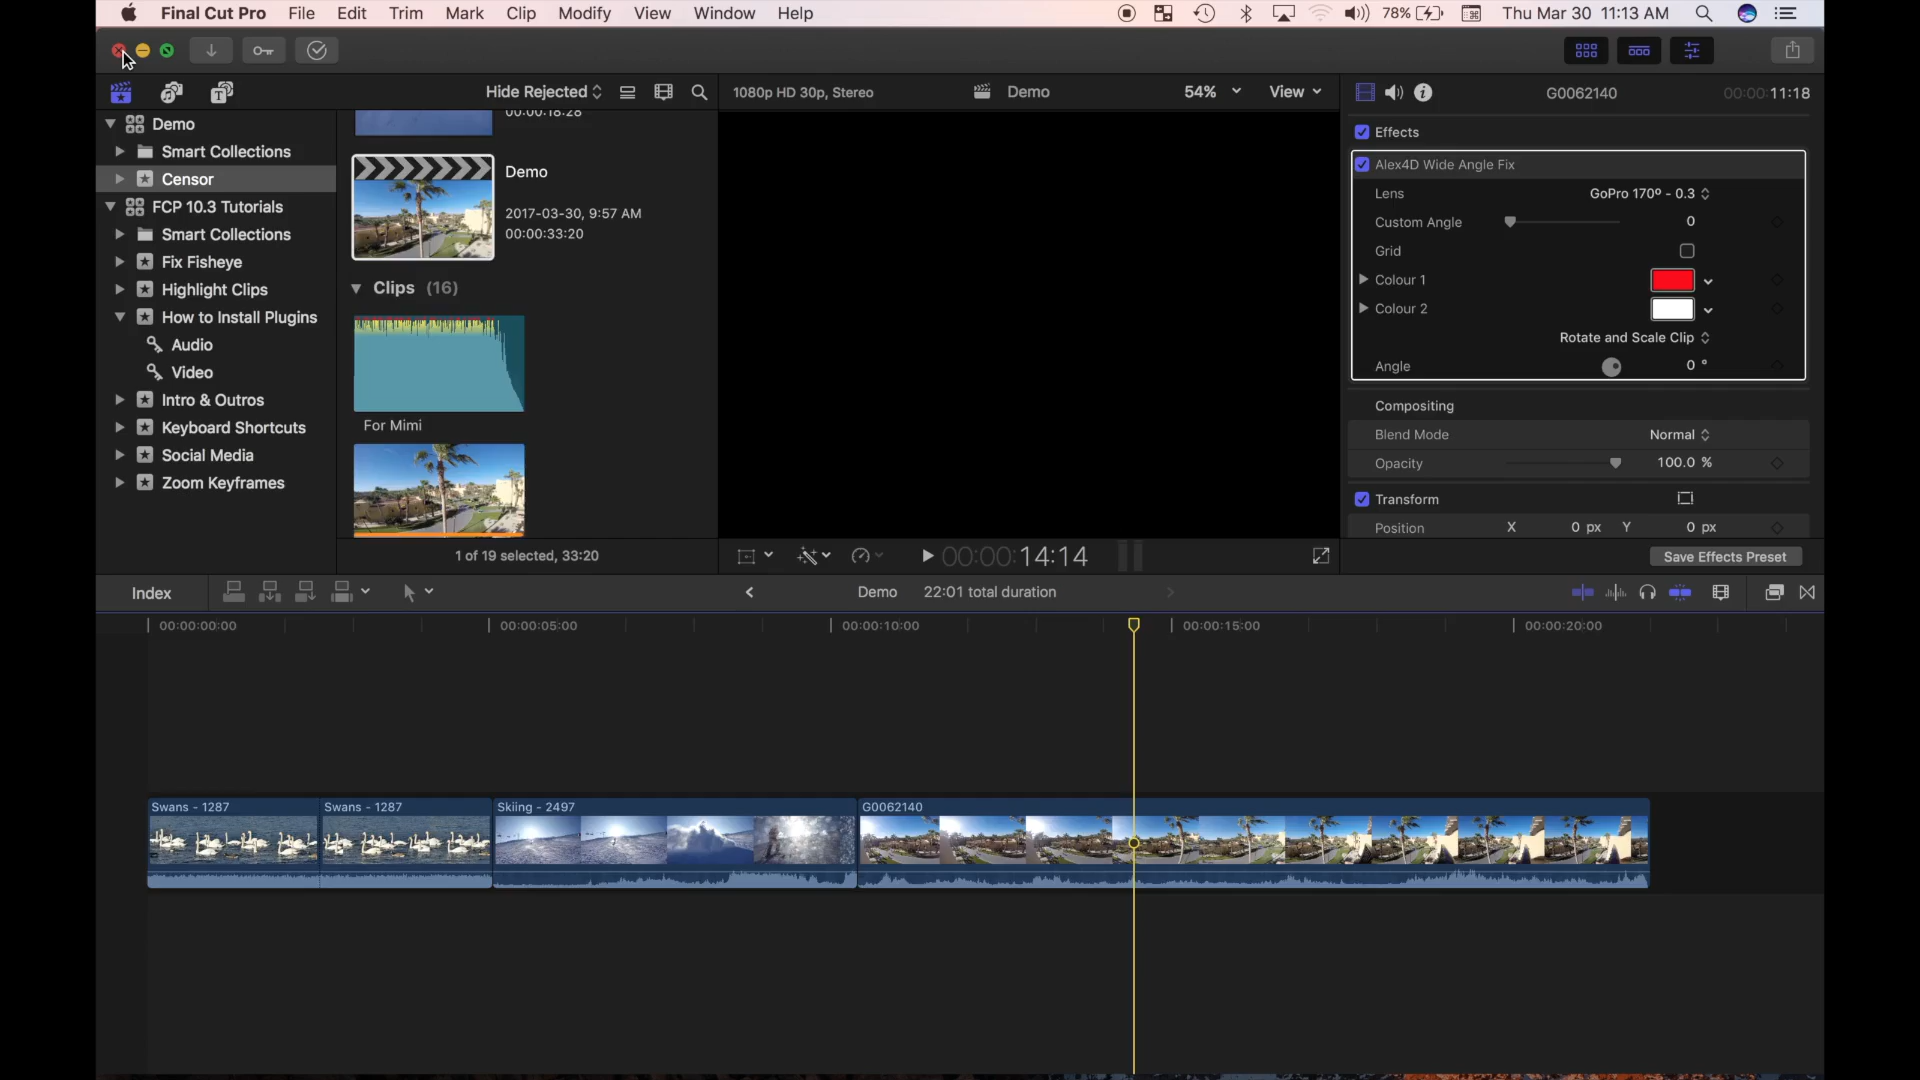 Final Cut Pro File Edit Trim Mark Clip Modify View Window Help 78% Thu Mar 30 11:13 AM
Hide Rejected 1080p HD 30p, Stereo Demo 54% View G0062140 00:00:11:18
Demo
Smart Collections
Censor
FCP 10.3 Tutorials
Smart Collections
Fix Fisheye
Highlight Clips
How to Install Plugins
Audio
Video
Intro & Outros
Keyboard Shortcuts
Social Media
Zoom Keyframes
00:00:18:28
Demo
2017-03-30, 9:57 AM
00:00:33:20
Clips (16)
For Mimi
1 of 19 selected, 33:20
00:00:14:14
Effects
Alex4D Wide Angle Fix
Lens GoPro 170º - 0.3
Custom Angle 0
Grid
Colour 1
Colour 2
Rotate and Scale Clip
Angle 0 °
Compositing
Blend Mode Normal
Opacity 100.0 %
Transform
Position X 0 px Y 0 px
Save Effects Preset
Index Demo 22:01 total duration
00:00:00:00 00:00:05:00 00:00:10:00 00:00:15:00 00:00:20:00
Swans - 1287 Swans - 1287 Skiing - 2497 G0062140